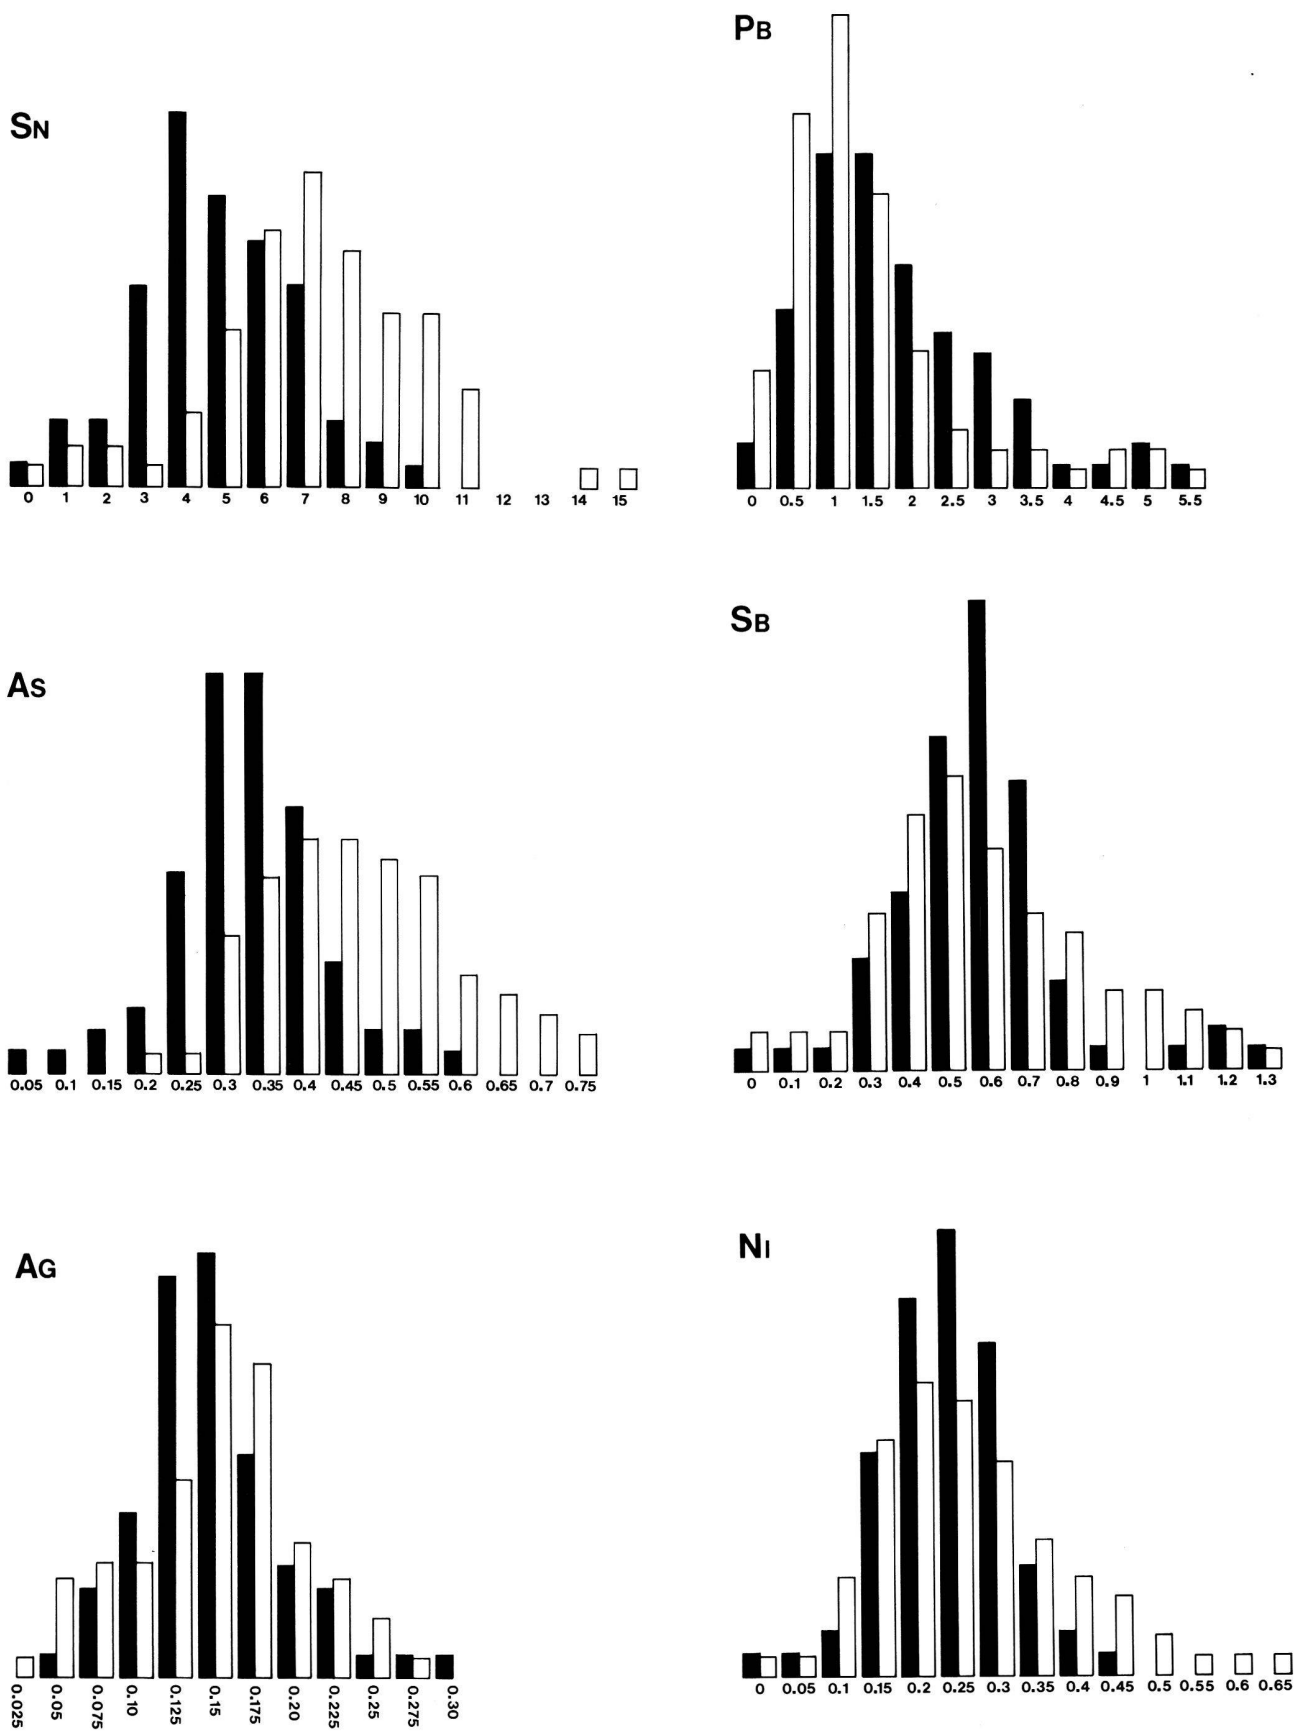 SN
0 1 2 3 4 5 6 7 8 9 10 11 12 13 14 15
PB
0 0.5 1 1.5 2 2.5 3 3.5 4 4.5 5 5.5
AS
0.05 0.1 0.15 0.2 0.25 0.3 0.35 0.4 0.45 0.5 0.55 0.6 0.65 0.7 0.75
SB
0 0.1 0.2 0.3 0.4 0.5 0.6 0.7 0.8 0.9 1 1.1 1.2 1.3
AG
0.025 0.05 0.075 0.10 0.125 0.15 0.175 0.20 0.225 0.25 0.275 0.30
NI
0 0.05 0.1 0.15 0.2 0.25 0.3 0.35 0.4 0.45 0.5 0.55 0.6 0.65